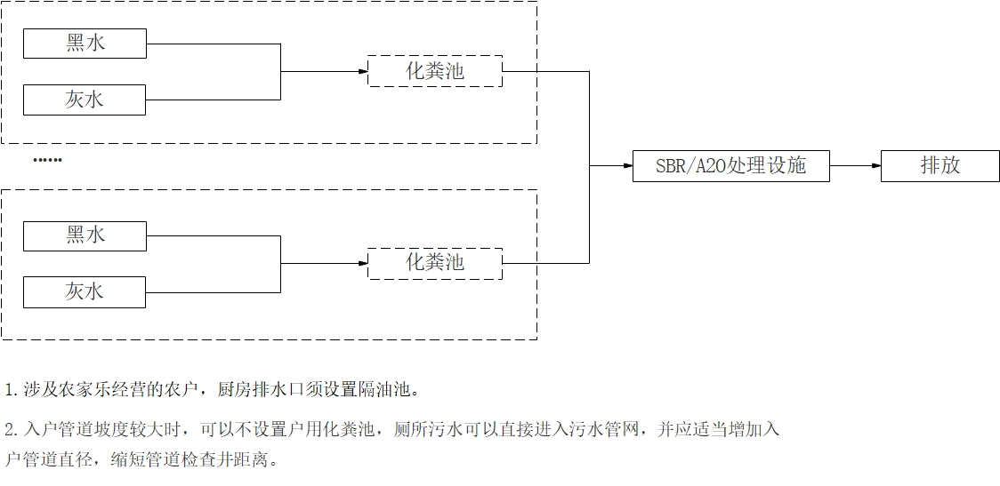 黑水
化粪池
灰水
......
SBR/A2O处理设施
排放
黑水
化粪池
灰水
1.涉及农家乐经营的农户，厨房排水口须设置隔油池。
2.入户管道坡度较大时，可以不设置户用化粪池，厕所污水可以直接进入污水管网，并应适当增加入
户管道直径，缩短管道检查井距离。